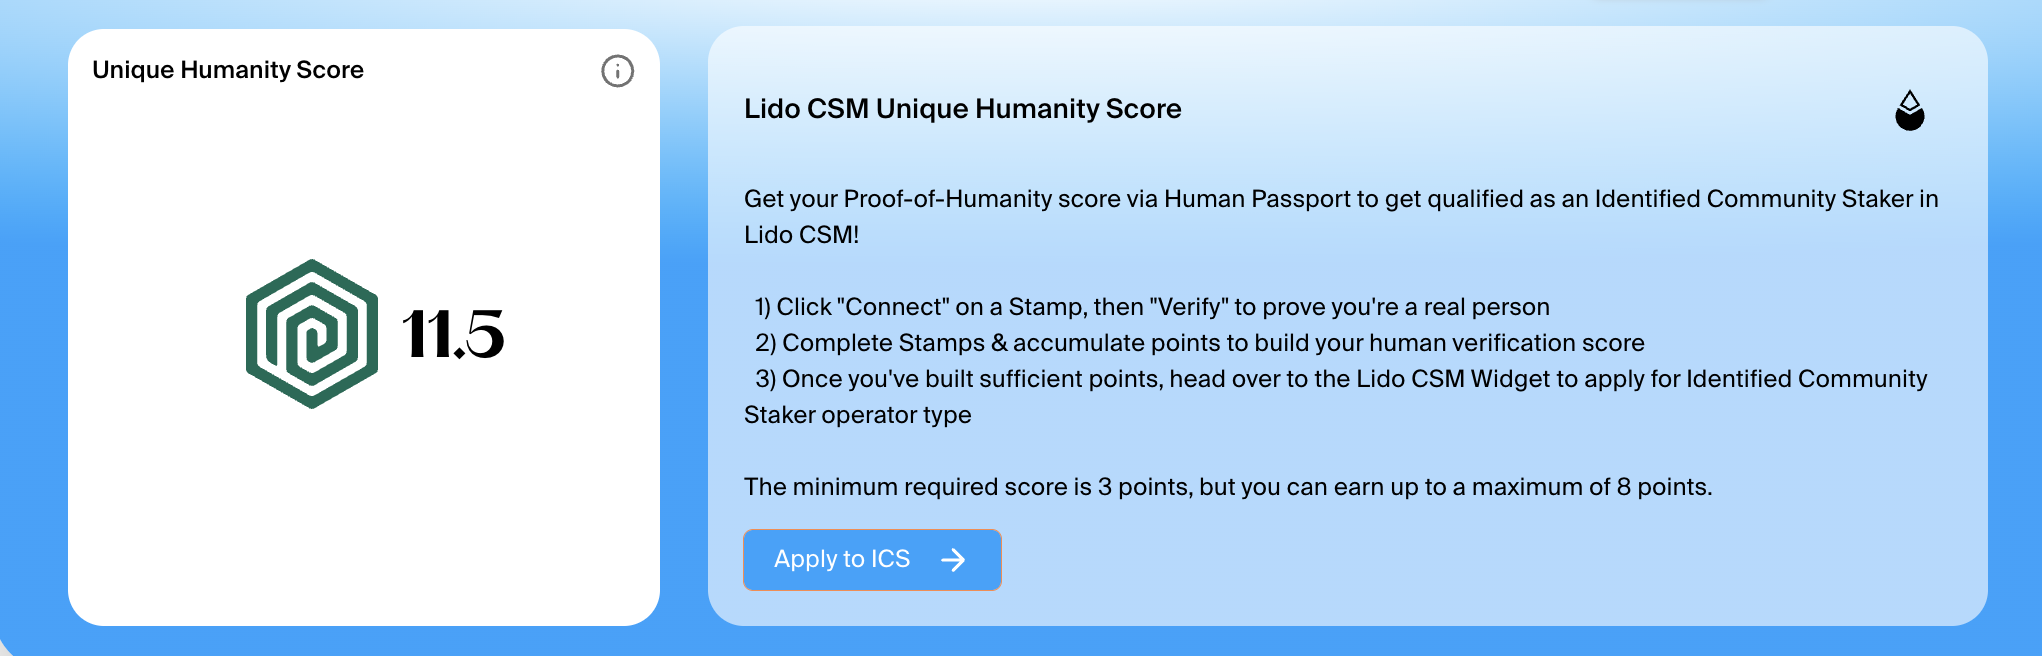 Unique Humanity Score
11.5
Lido CSM Unique Humanity Score
Get your Proof-of-Humanity score via Human Passport to get qualified as an Identified Community Staker in
Lido CSM!
1) Click "Connect" on a Stamp, then "Verify" to prove you're a real person
2) Complete Stamps & accumulate points to build your human verification score
3) Once you've built sufficient points, head over to the Lido CSM Widget to apply for Identified Community
Staker operator type
The minimum required score is 3 points, but you can earn up to a maximum of 8 points.
Apply to ICS